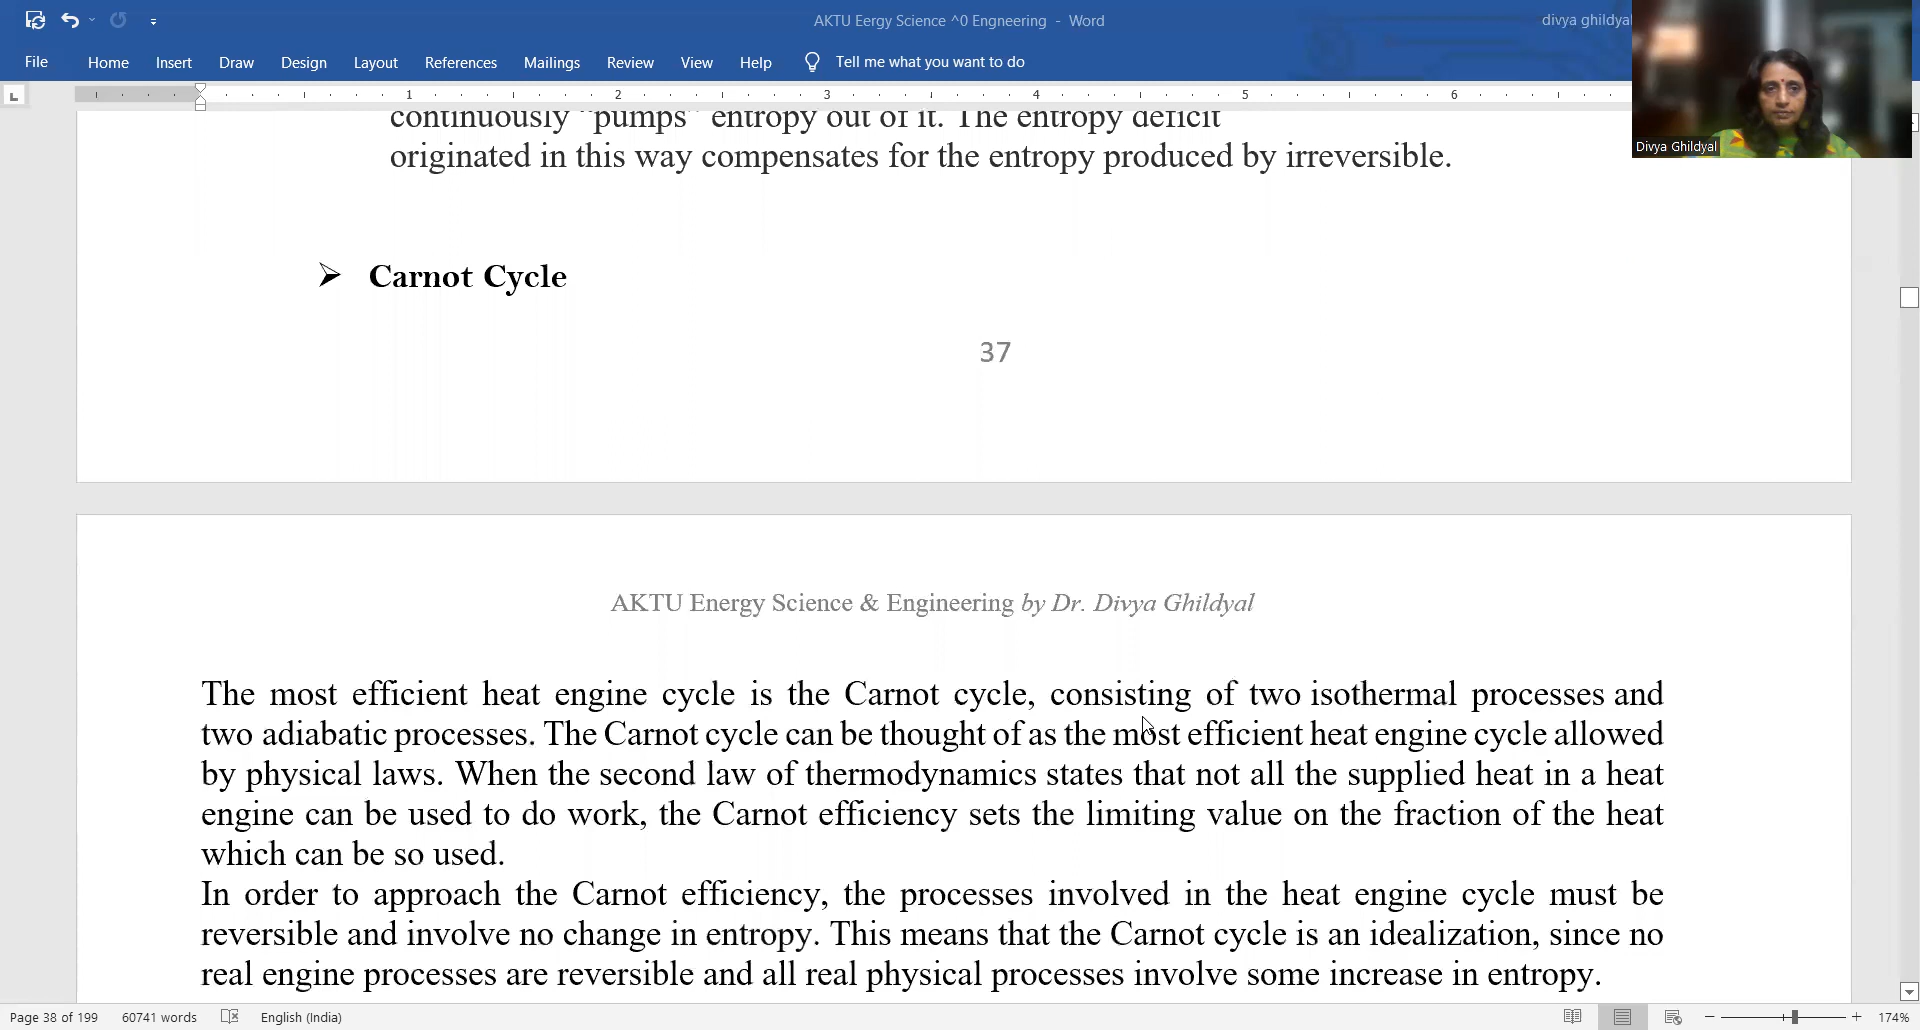 AKTU Eergy Science ^0 Engneering - Word
divya ghildyal
File Home Insert Draw Design Layout References Mailings Review View Help Tell me what you want to do
Divya Ghildyal
1 2 3 4 5 6
continuously “pumps” entropy out of it. The entropy deficit
originated in this way compensates for the entropy produced by irreversible.
➢ Carnot Cycle
37
AKTU Energy Science & Engineering by Dr. Divya Ghildyal
The most efficient heat engine cycle is the Carnot cycle, consisting of two isothermal processes and
two adiabatic processes. The Carnot cycle can be thought of as the most efficient heat engine cycle allowed
by physical laws. When the second law of thermodynamics states that not all the supplied heat in a heat
engine can be used to do work, the Carnot efficiency sets the limiting value on the fraction of the heat
which can be so used.
In order to approach the Carnot efficiency, the processes involved in the heat engine cycle must be
reversible and involve no change in entropy. This means that the Carnot cycle is an idealization, since no
real engine processes are reversible and all real physical processes involve some increase in entropy.
Page 38 of 199 60741 words English (India) 174%